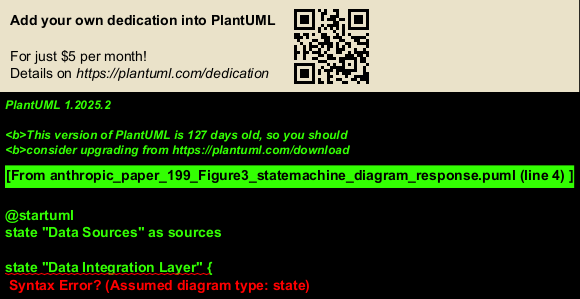 Add your own dedication into PlantUML
For just $5 per month!
Details on https://plantuml.com/dedication
PlantUML 1.2025.2
<b>This version of PlantUML is 127 days old, so you should
<b>consider upgrading from https://plantuml.com/download
[From anthropic_paper_199_Figure3_statemachine_diagram_response.puml (line 4) ]
@startuml
state "Data Sources" as sources
state "Data Integration Layer" {
Syntax Error? (Assumed diagram type: state)